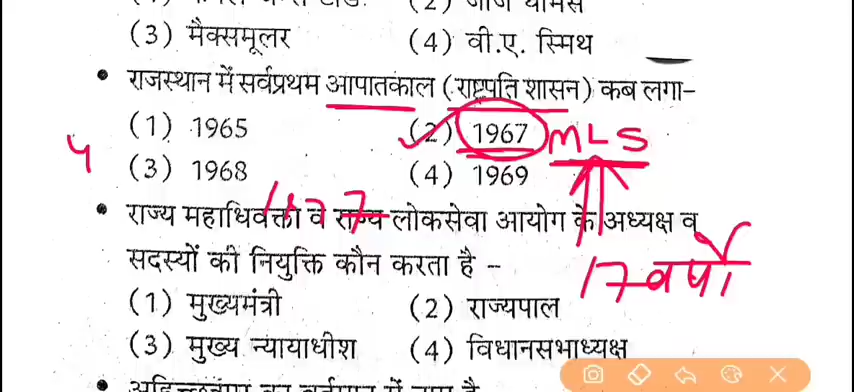 (2) जॉर्ज थॉमस
(3) मैक्समूलर (4) वी.ए. स्मिथ
• राजस्थान में सर्वप्रथम आपातकाल (राष्ट्रपति शासन) कब लगा-
(1) 1965 (2) 1967 MLS
4 (3) 1968 (4) 1969
• राज्य महाधिवक्ता व राज्य लोकसेवा आयोग के अध्यक्ष व
सदस्यों की नियुक्ति कौन करता है -
17 वर्षो
(1) मुख्यमंत्री (2) राज्यपाल
(3) मुख्य न्यायाधीश (4) विधानसभाध्यक्ष